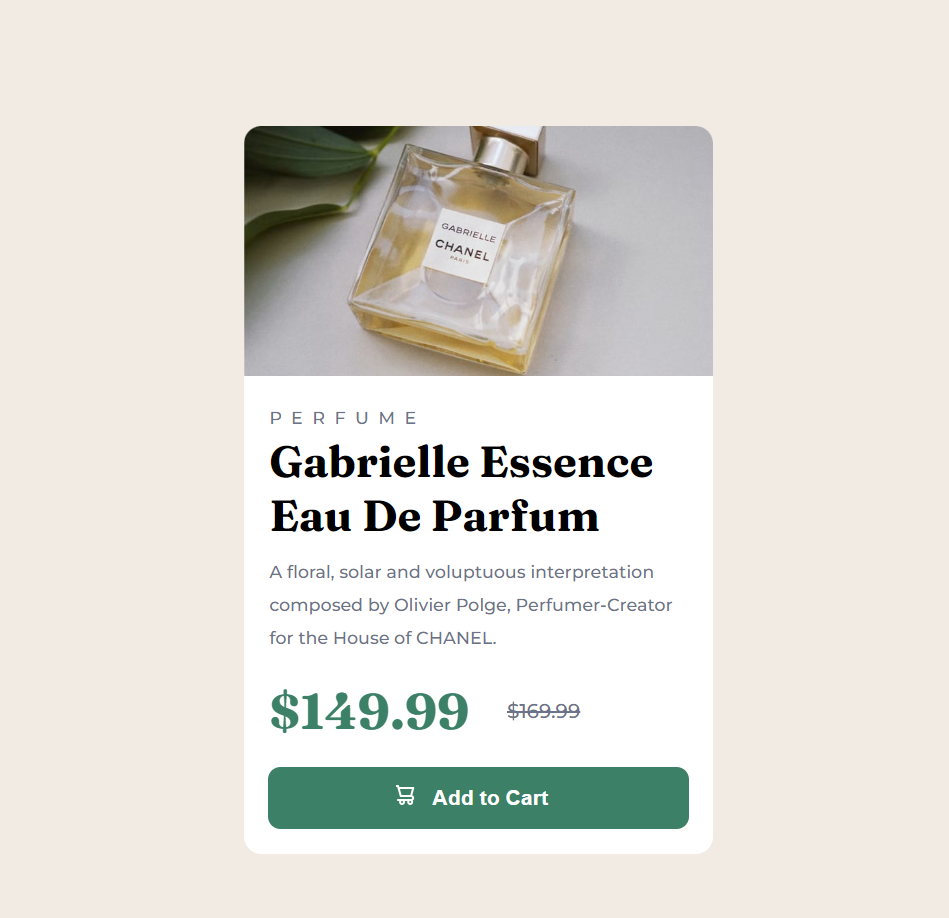 GABRIELLE
CHANEL
PARIS
PERFUME
Gabrielle Essence
Eau De Parfum
A floral, solar and voluptuous interpretation
composed by Olivier Polge, Perfumer-Creator
for the House of CHANEL.
$149.99 $169.99
Add to Cart